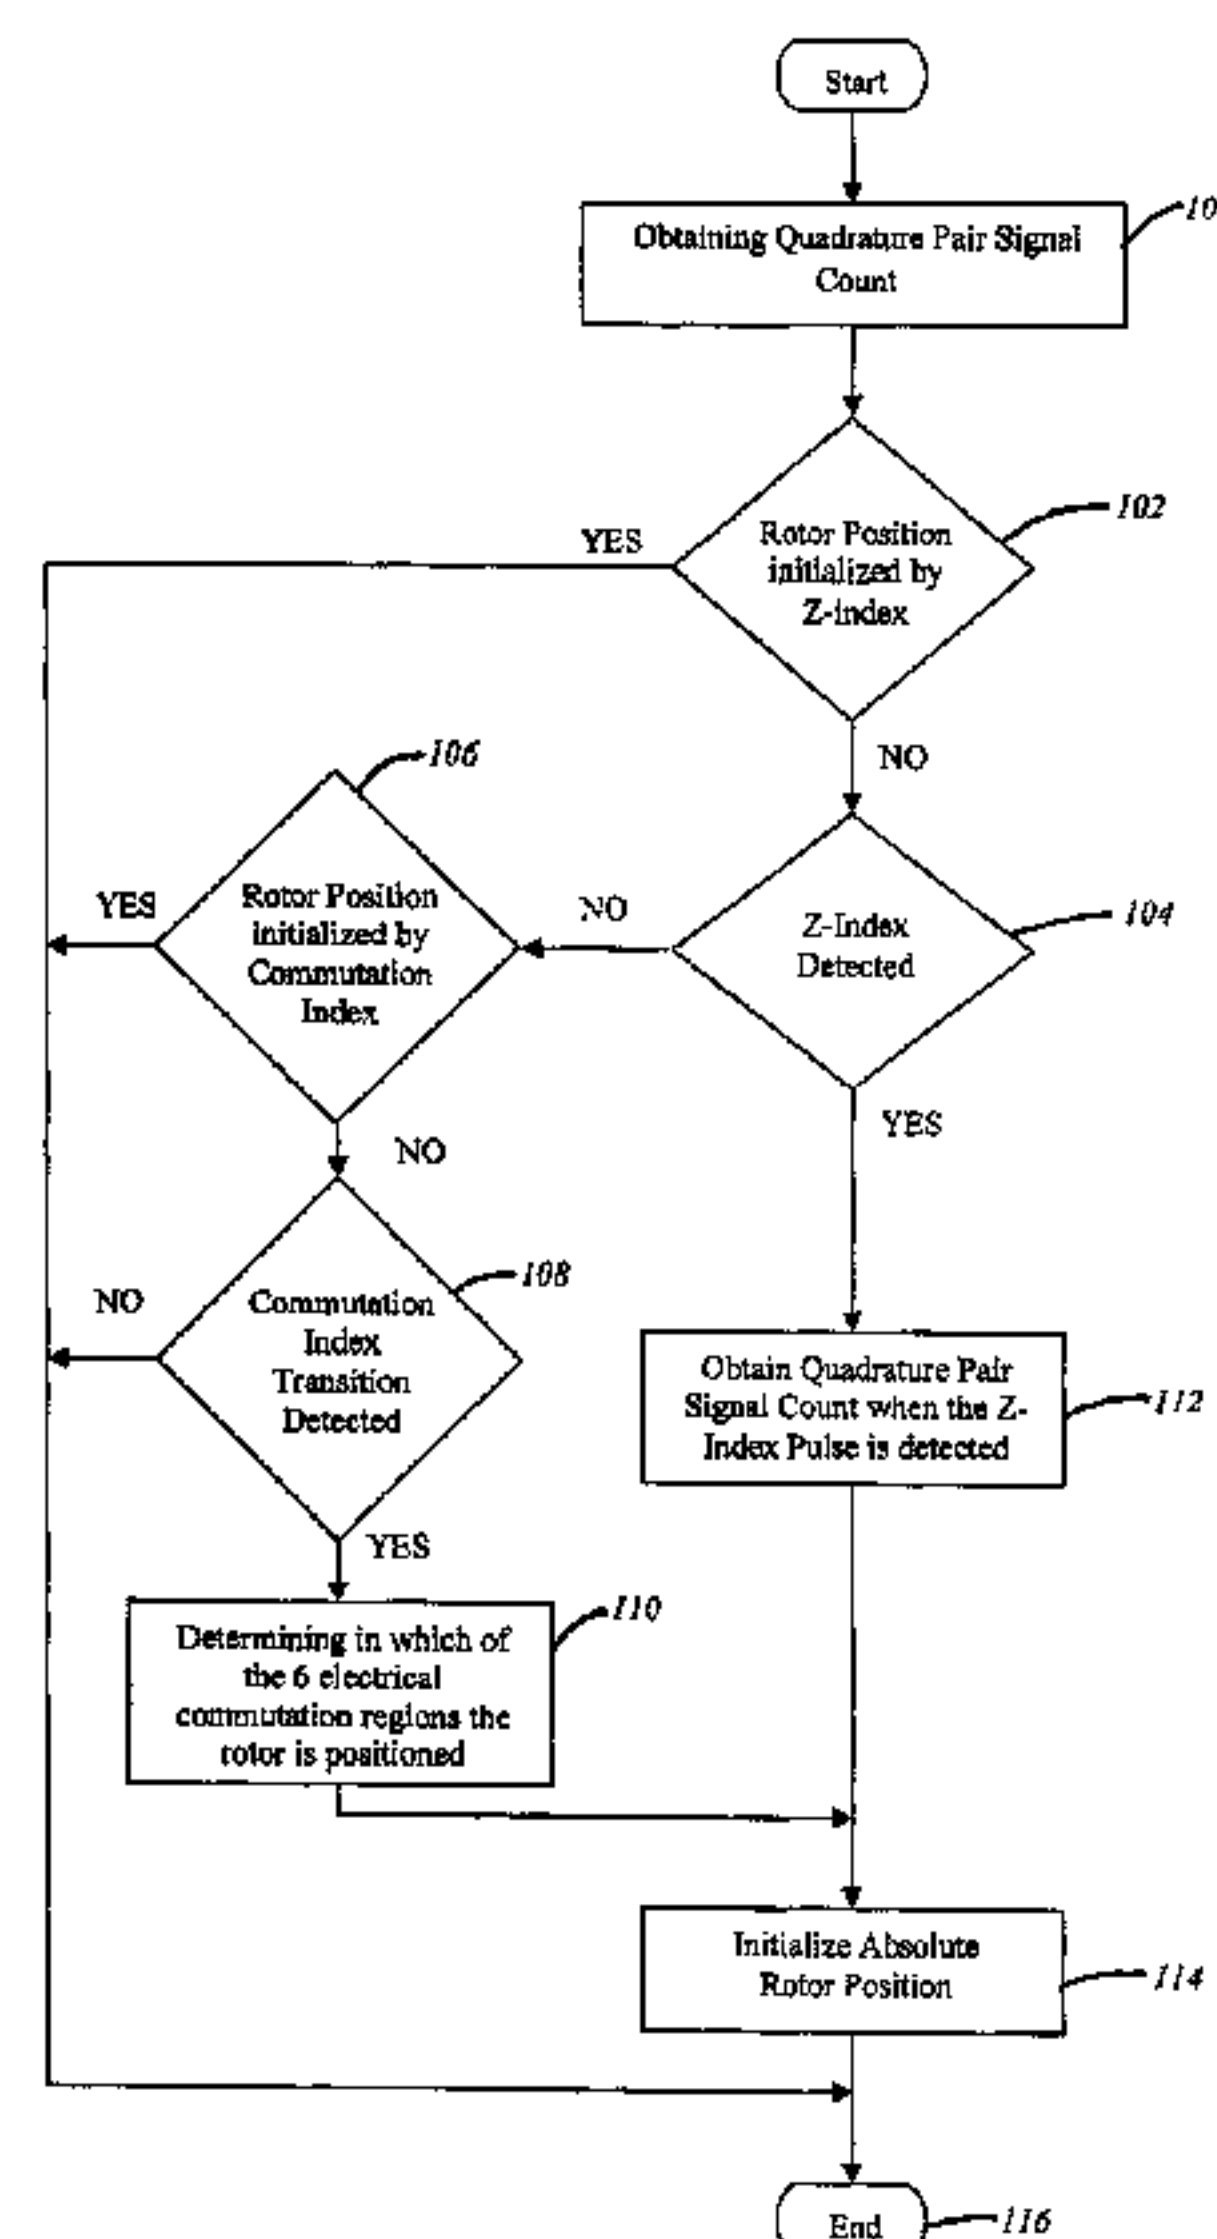 Start
10
Obtaining Quadrature Pair Signal
Count
102
Rotor Position
initialized by
Z-index
YES
NO
106
Rotor Position
initialized by
Commutation
Index
YES
NO
104
Z-Index
Detected
NO
YES
108
Commutation
Index
Transition
Detected
NO
YES
Obtain Quadrature Pair
Signal Count when the Z-
Index Pulse is detected
112
110
Determining in which of
the 6 electrical
commutation regions the
rotor is positioned
Initialize Absolute
Rotor Position
114
End
116